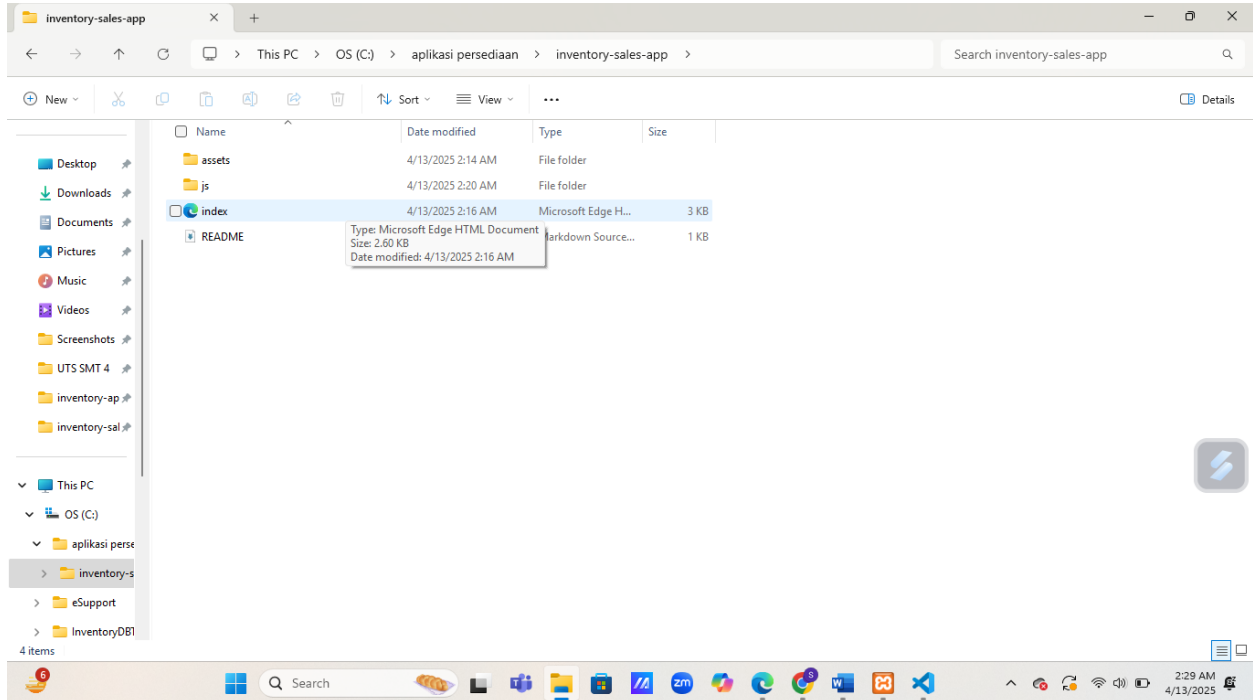 inventory-sales-app
This PC > OS (C:) > aplikasi persediaan > inventory-sales-app >
Search inventory-sales-app
New
Sort
View
Details
Name Date modified Type Size
assets 4/13/2025 2:14 AM File folder
js 4/13/2025 2:20 AM File folder
index 4/13/2025 2:16 AM Microsoft Edge H... 3 KB
README Markdown Source... 1 KB
Type: Microsoft Edge HTML Document
Size: 2.60 KB
Date modified: 4/13/2025 2:16 AM
Desktop
Downloads
Documents
Pictures
Music
Videos
Screenshots
UTS SMT 4
inventory-ap
inventory-sal
This PC
OS (C:)
aplikasi perse
inventory-s
eSupport
InventoryDBT
4 items
6
Search
zm
S
W
2:29 AM
4/13/2025